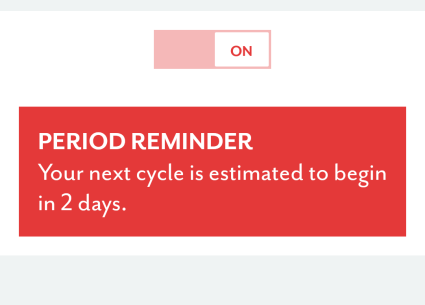 ON
PERIOD REMINDER
Your next cycle is estimated to begin
in 2 days.